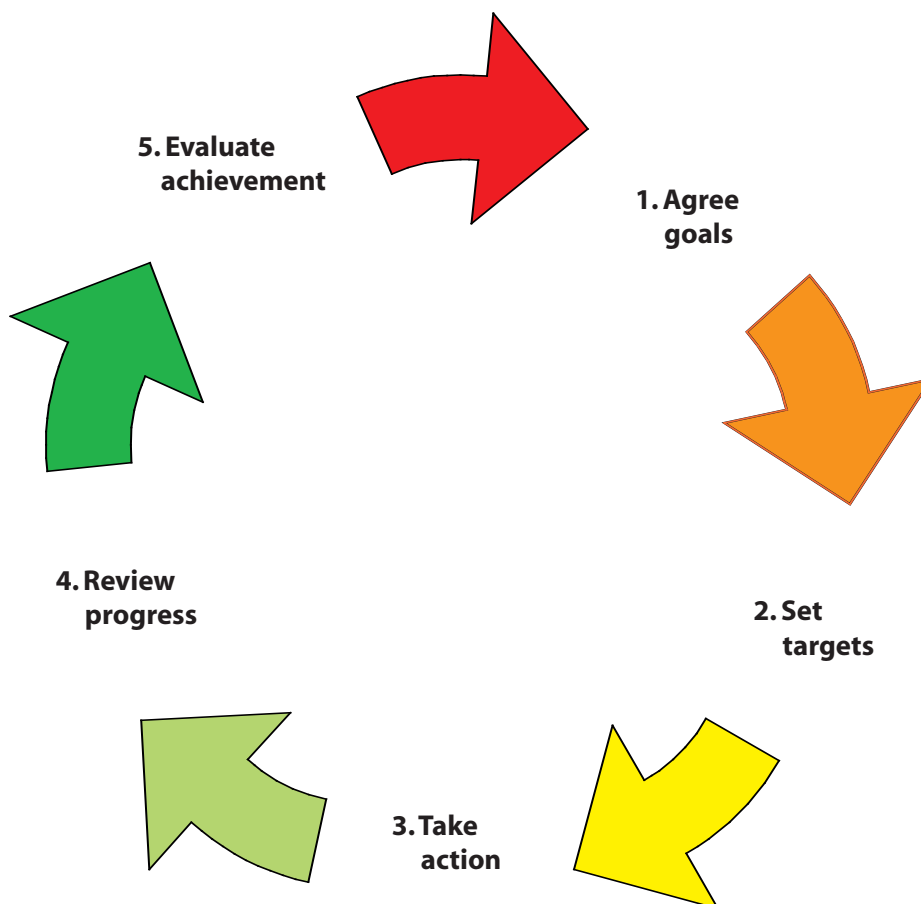 1. Agree
goals
2. Set
targets
3. Take
action
4. Review
progress
5. Evaluate
achievement